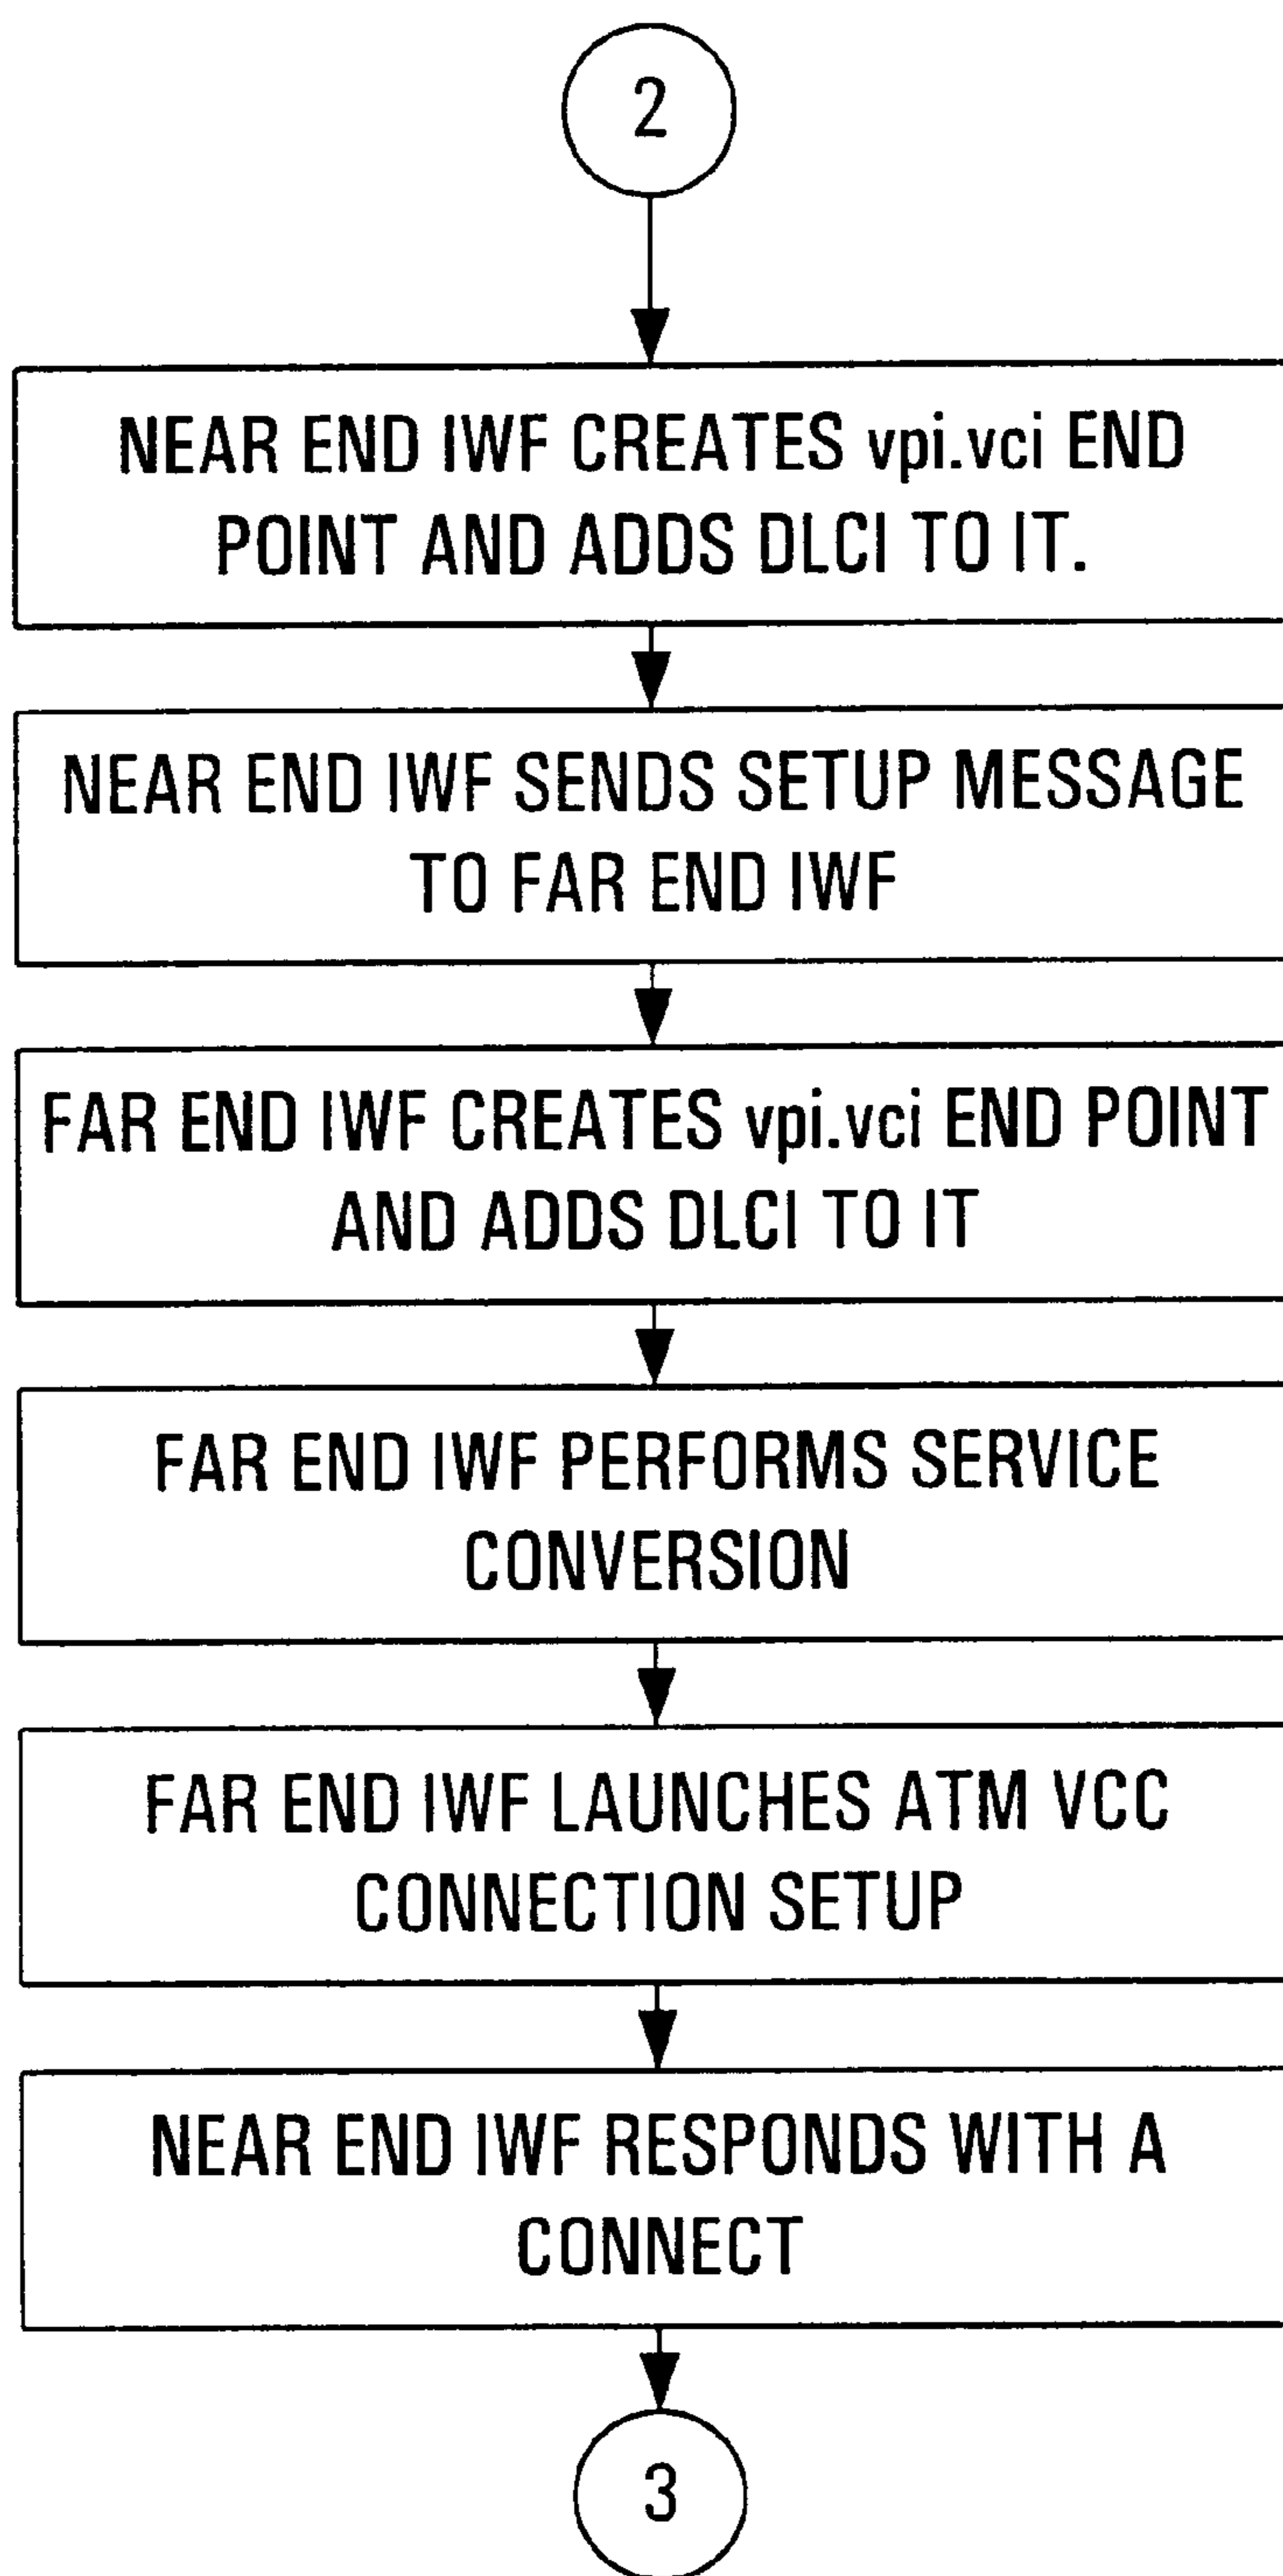 2
NEAR END IWF CREATES vpi.vci END
POINT AND ADDS DLCI TO IT.
NEAR END IWF SENDS SETUP MESSAGE
TO FAR END IWF
FAR END IWF CREATES vpi.vci END POINT
AND ADDS DLCI TO IT
FAR END IWF PERFORMS SERVICE
CONVERSION
FAR END IWF LAUNCHES ATM VCC
CONNECTION SETUP
NEAR END IWF RESPONDS WITH A
CONNECT
3